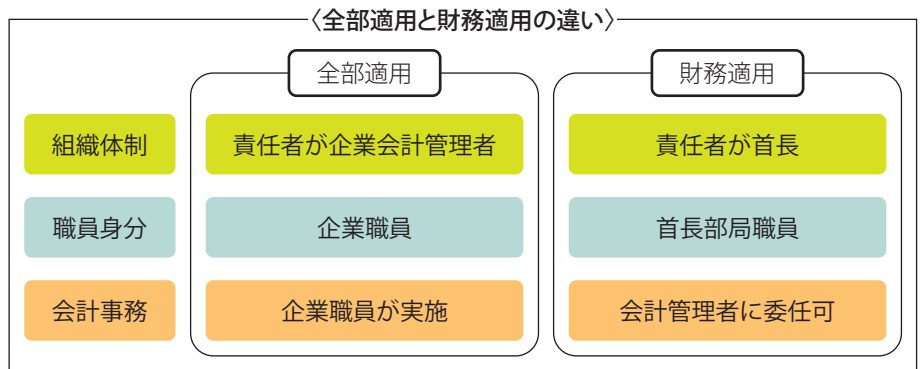 〈全部適用と財務適用の違い〉
全部適用
財務適用
組織体制
責任者が企業会計管理者
責任者が首長
職員身分
企業職員
首長部局職員
会計事務
企業職員が実施
会計管理者に委任可